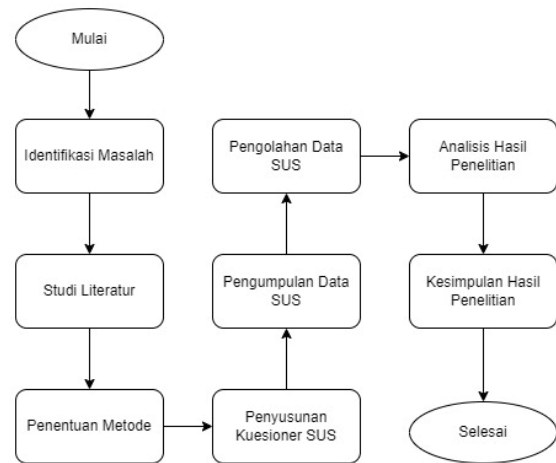 Mulai
Identifikasi Masalah
Studi Literatur
Penentuan Metode
Penyusunan
Kuesioner SUS
Pengumpulan Data
SUS
Pengolahan Data
SUS
Analisis Hasil
Penelitian
Kesimpulan Hasil
Penelitian
Selesai